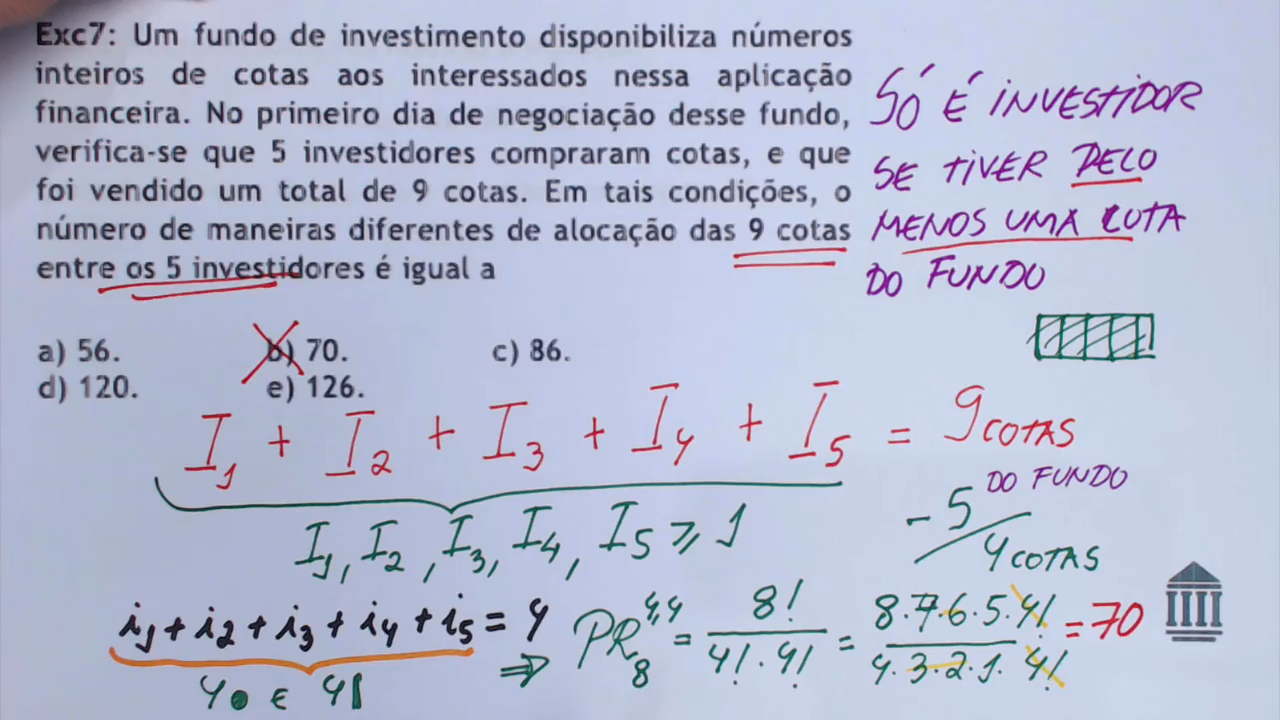 Exc7: Um fundo de investimento disponibiliza números
inteiros de cotas aos interessados nessa aplicação
financeira. No primeiro dia de negociação desse fundo,
verifica-se que 5 investidores compraram cotas, e que
foi vendido um total de 9 cotas. Em tais condições, o
número de maneiras diferentes de alocação das 9 cotas
entre os 5 investidores é igual a
a) 56. b) 70. c) 86.
d) 120. e) 126.
SÓ É INVESTIDOR
SE TIVER PELO
MENOS UMA COTA
DO FUNDO
I1 + I2 + I3 + I4 + I5 = 9 COTAS
DO FUNDO
- 5
4 COTAS
I1, I2, I3, I4, I5 ⩾ 1
i1 + i2 + i3 + i4 + i5 = 4
4● E 4|
⇒ PR8^4,4 = 8! / 4!·4! = 8·7·6·5·4! / 4·3·2·1·4! = 70